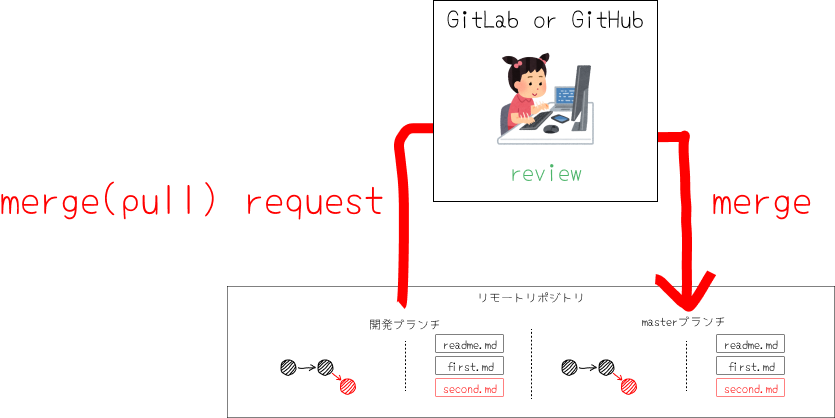 GitLab or GitHub
review
merge(pull) request
merge
リモートリポジトリ
開発ブランチ
masterブランチ
readme.md
first.md
second.md
readme.md
first.md
second.md